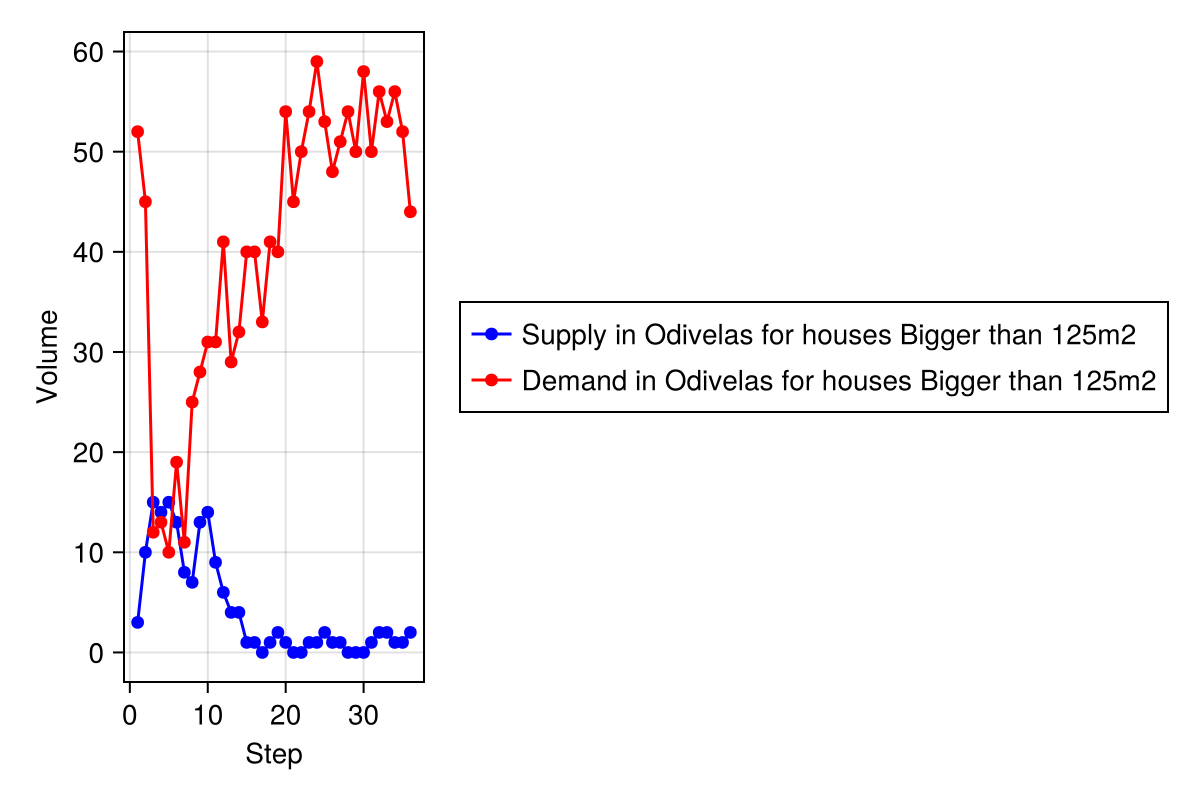 60
50
40
30
20
10
0
Volume
0 10 20 30
Step
Supply in Odivelas for houses Bigger than 125m2
Demand in Odivelas for houses Bigger than 125m2